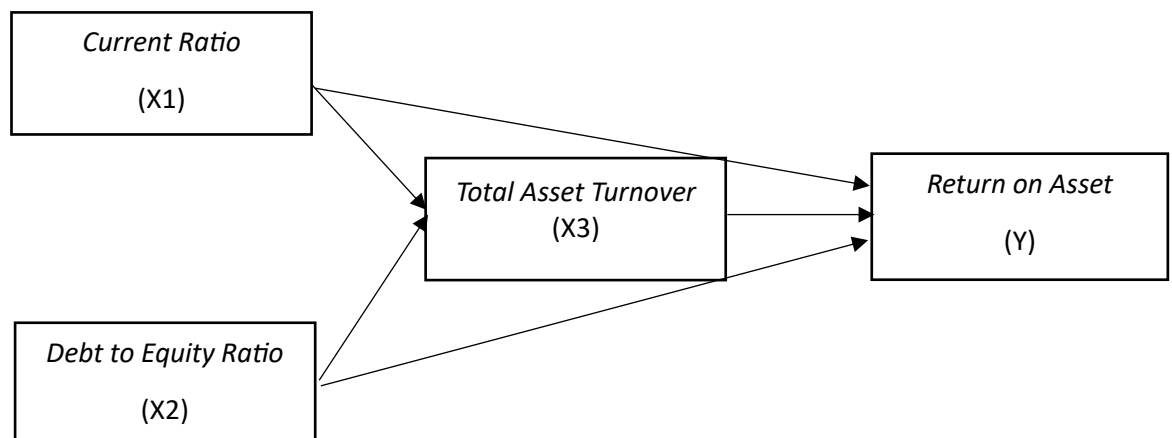 Current Ratio
(X1)
Total Asset Turnover
(X3)
Return on Asset
(Y)
Debt to Equity Ratio
(X2)